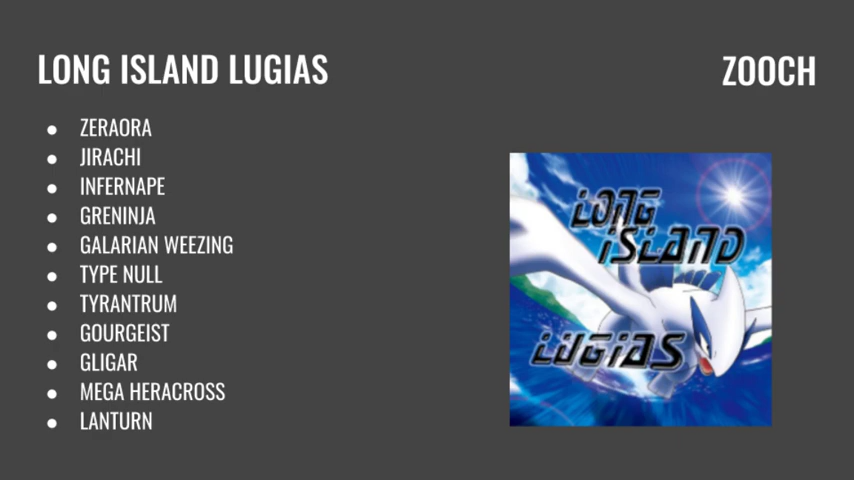 LONG ISLAND LUGIAS
ZOOCH
ZERAORA
JIRACHI
INFERNAPE
GRENINJA
GALARIAN WEEZING
TYPE NULL
TYRANTRUM
GOURGEIST
GLIGAR
MEGA HERACROSS
LANTURN
LONG
ISLAND
LUGIAS